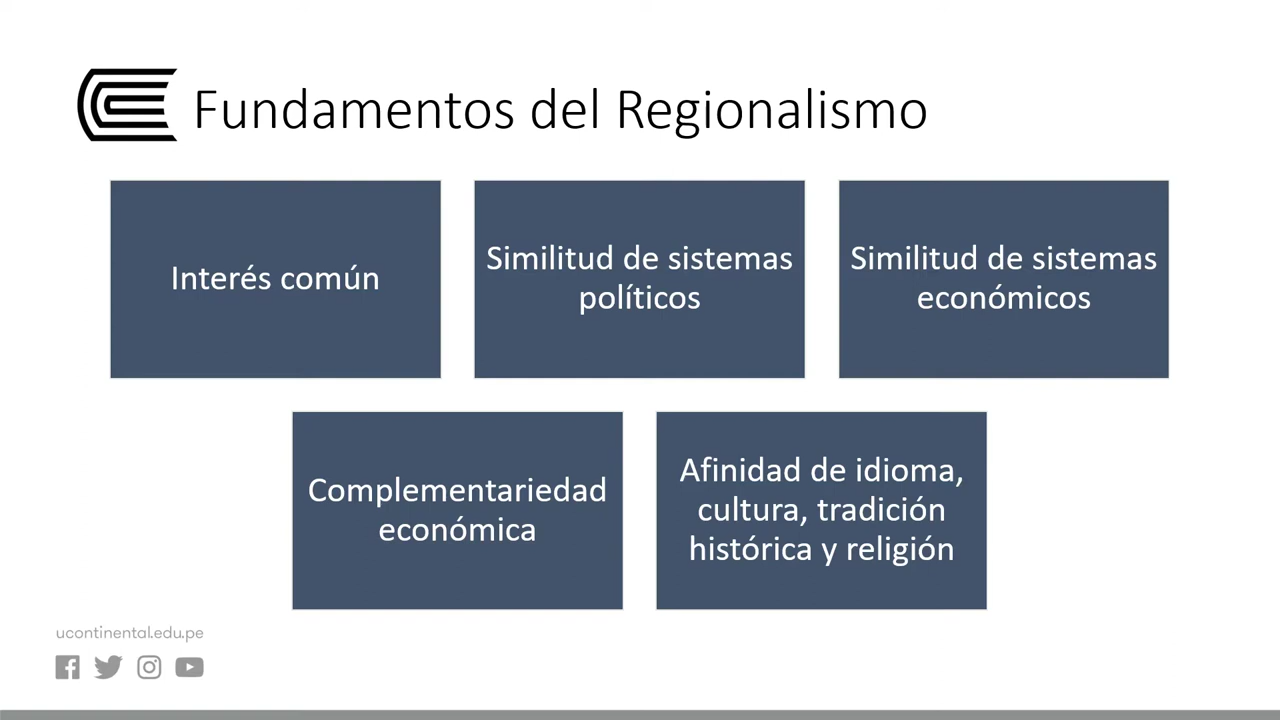 Fundamentos del Regionalismo
Interés común
Similitud de sistemas
políticos
Similitud de sistemas
económicos
Complementariedad
económica
Afinidad de idioma,
cultura, tradición
histórica y religión
ucontinental.edu.pe